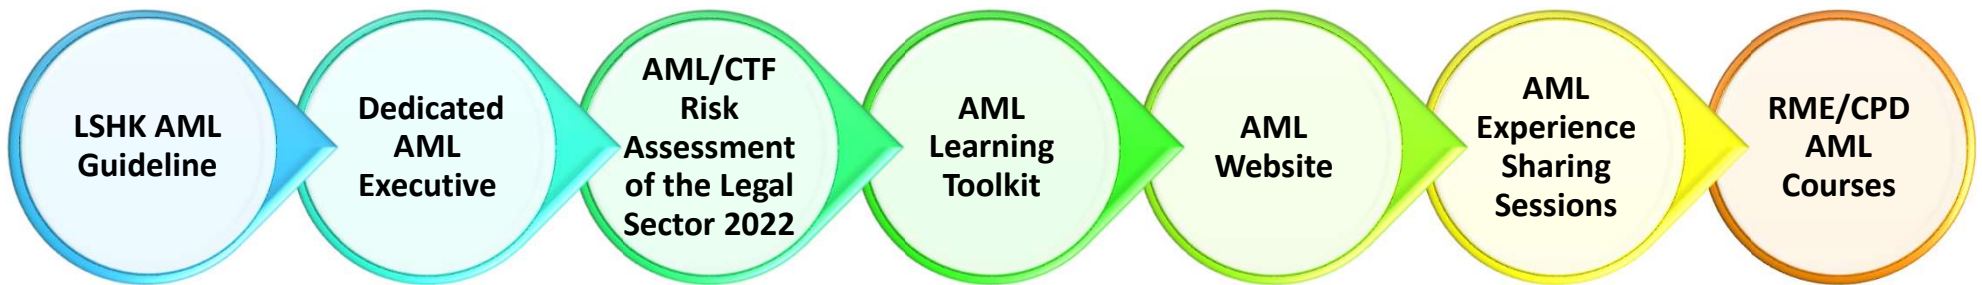 LSHK AML
Guideline
Dedicated
AML
Executive
AML/CTF
Risk
Assessment
of the Legal
Sector 2022
AML
Learning
Toolkit
AML
Website
AML
Experience
Sharing
Sessions
RME/CPD
AML
Courses